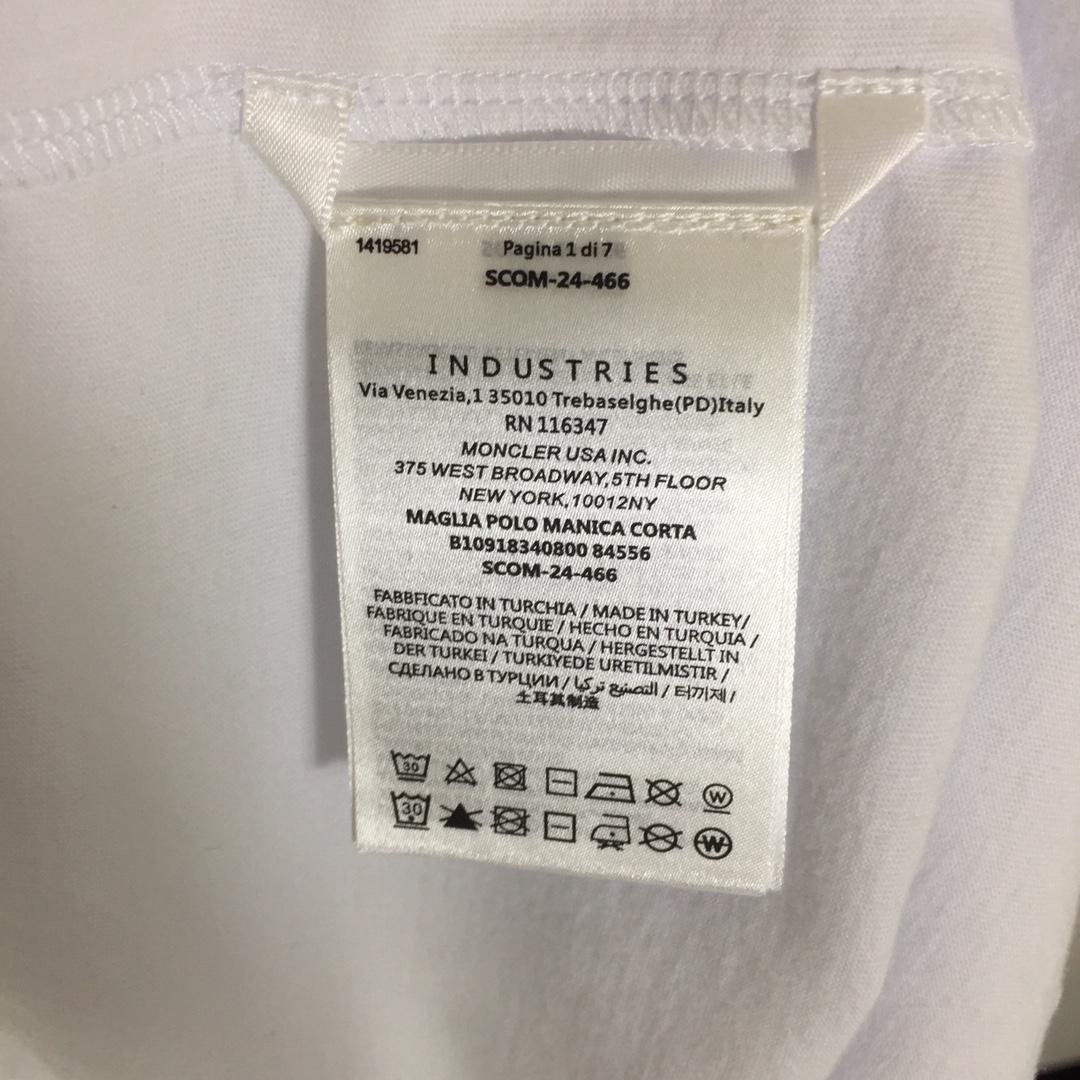 1419581
Pagina 1 di 7
SCOM-24-466
INDUSTRIES
Via Venezia,1 35010 Trebaselghe(PD)Italy
RN 116347
MONCLER USA INC.
375 WEST BROADWAY,5TH FLOOR
NEW YORK,10012NY
MAGLIA POLO MANICA CORTA
B10918340800 84556
SCOM-24-466
FABBFICATO IN TURCHIA / MADE IN TURKEY/
FABRIQUE EN TURQUIE / HECHO EN TURQUIA /
FABRICADO NA TURQUA / HERGESTELLT IN
DER TURKEI / TURKIYEDE URETILMISTIR /
СДЕЛАНО В ТУРЦИИ / التصنيع تركيا / 터키제 /
土耳其制造
30 W
30 W